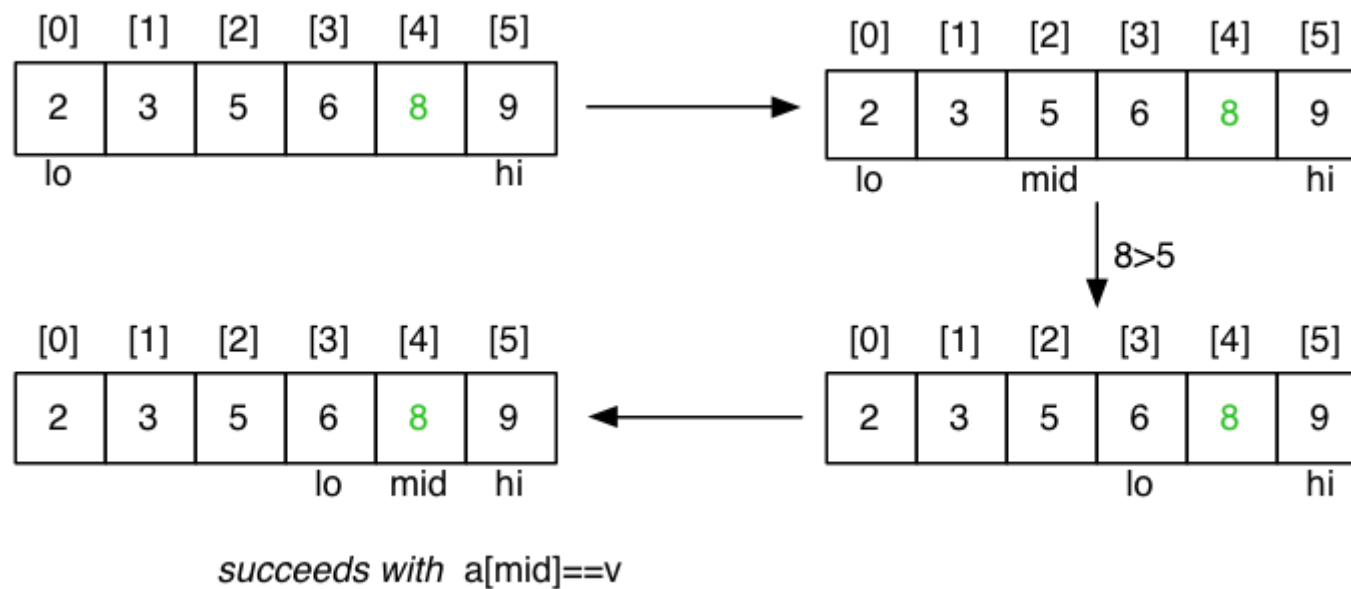 [0] [1] [2] [3] [4] [5]
2 3 5 6 8 9
lo hi
[0] [1] [2] [3] [4] [5]
2 3 5 6 8 9
lo mid hi
8>5
[0] [1] [2] [3] [4] [5]
2 3 5 6 8 9
lo hi
[0] [1] [2] [3] [4] [5]
2 3 5 6 8 9
lo mid hi
succeeds with a[mid]==v